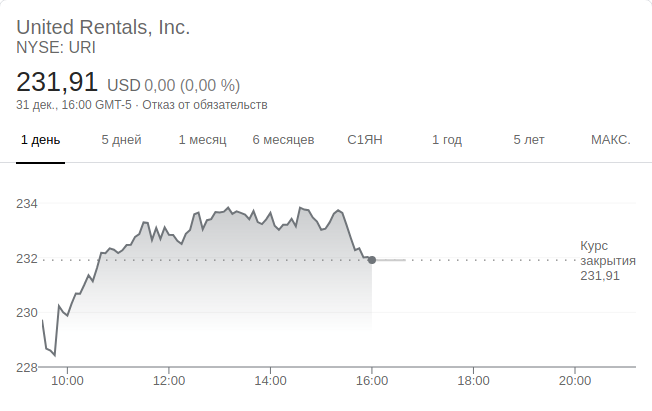 United Rentals, Inc.
NYSE: URI
231,91 USD 0,00 (0,00 %)
31 дек., 16:00 GMT-5 · Отказ от обязательств
1 день 5 дней 1 месяц 6 месяцев С1ЯН 1 год 5 лет МАКС.
234
232
230
228
Курс
закрытия
231,91
10:00 12:00 14:00 16:00 18:00 20:00